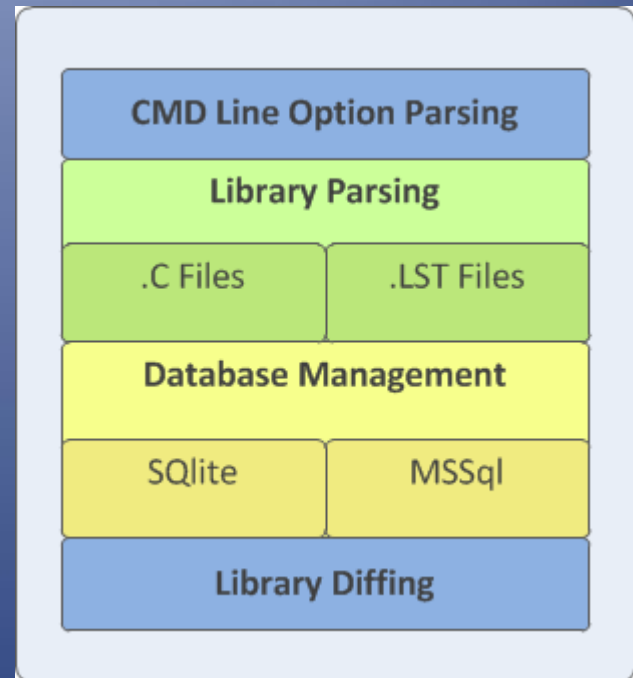 CMD Line Option Parsing
Library Parsing
.C Files
.LST Files
Database Management
SQlite
MSSql
Library Diffing